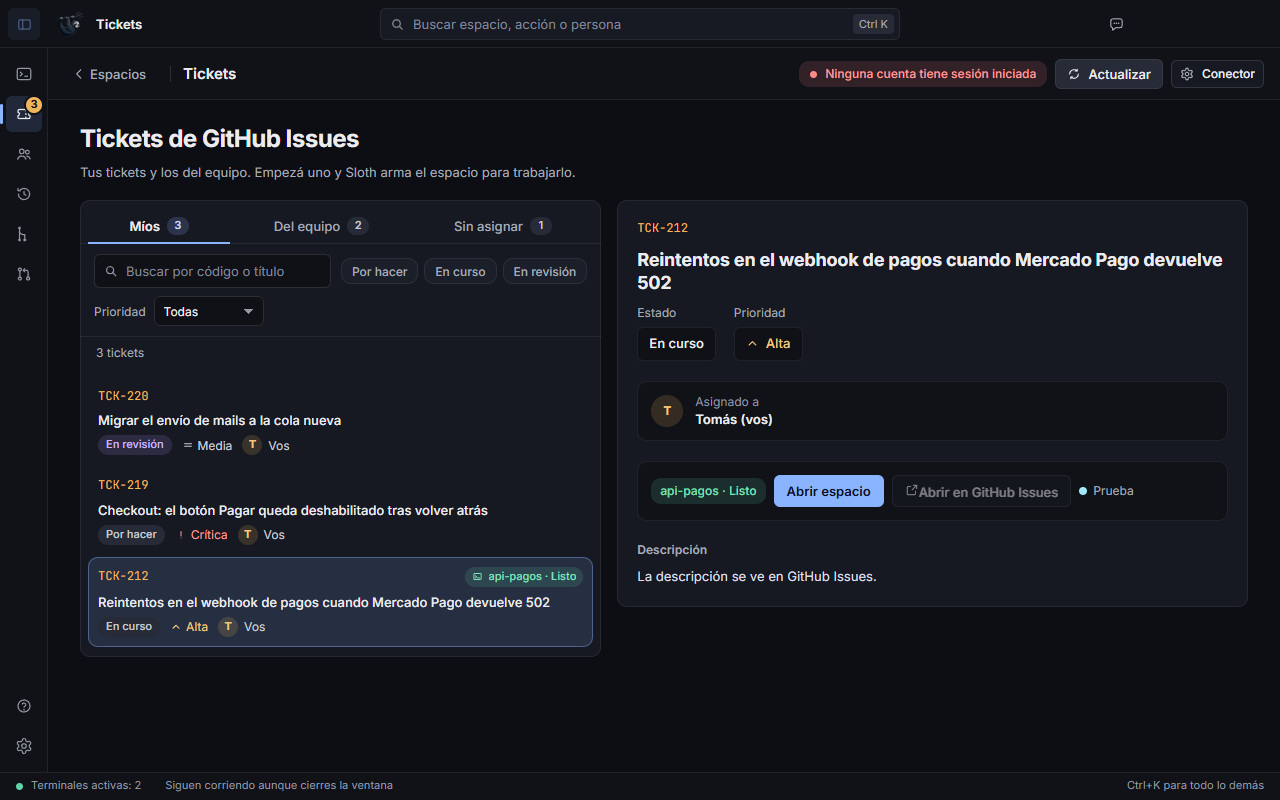 Tickets
Buscar espacio, acción o persona
Ctrl K
3
Espacios
Tickets
Ninguna cuenta tiene sesión iniciada
Actualizar
Conector
Tickets de GitHub Issues
Tus tickets y los del equipo. Empezá uno y Sloth arma el espacio para trabajarlo.
Míos 3
Del equipo 2
Sin asignar 1
Buscar por código o título
Por hacer
En curso
En revisión
Prioridad
Todas
3 tickets
TCK-220
Migrar el envío de mails a la cola nueva
En revisión Media T Vos
TCK-219
Checkout: el botón Pagar queda deshabilitado tras volver atrás
Por hacer Crítica T Vos
TCK-212
api-pagos · Listo
Reintentos en el webhook de pagos cuando Mercado Pago devuelve 502
En curso Alta T Vos
TCK-212
Reintentos en el webhook de pagos cuando Mercado Pago devuelve
502
Estado
Prioridad
En curso
Alta
T
Asignado a
Tomás (vos)
api-pagos · Listo
Abrir espacio
Abrir en GitHub Issues
Prueba
Descripción
La descripción se ve en GitHub Issues.
Terminales activas: 2
Siguen corriendo aunque cierres la ventana
Ctrl+K para todo lo demás